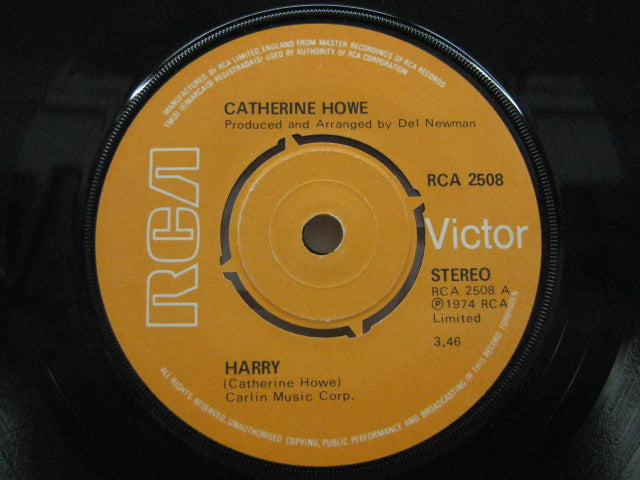 MANUFACTURED BY RCA LIMITED, ENGLAND FROM MASTER RECORDINGS OF RCA RECORDS
TM(S) ® MARCA(S) REGISTRADA(S) USED BY AUTHORITY OF RCA CORPORATION
CATHERINE HOWE
Produced and Arranged by Del Newman
RCA 2508
RCA
Victor
STEREO
RCA 2508 A
℗1974 RCA
Limited
3,46
HARRY
(Catherine Howe)
Carlin Music Corp.
ALL RIGHTS RESERVED, UNAUTHORISED COPYING, PUBLIC PERFORMANCE AND BROADCASTING OF THIS RECORD FORBIDDEN